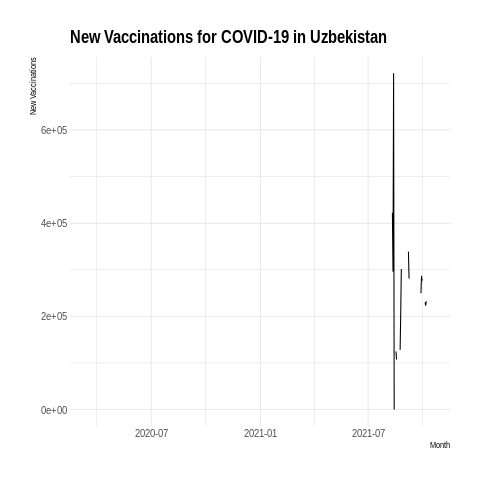 New Vaccinations for COVID-19 in Uzbekistan
New Vaccinations
6e+05
4e+05
2e+05
0e+00
2020-07
2021-01
2021-07
Month